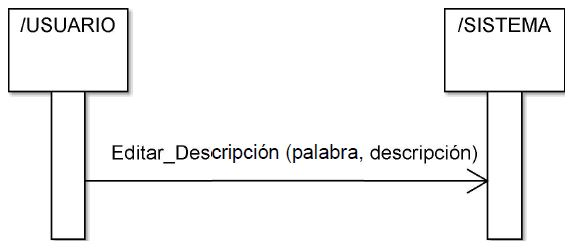 /USUARIO
/SISTEMA
Editar_Descripción (palabra, descripción)